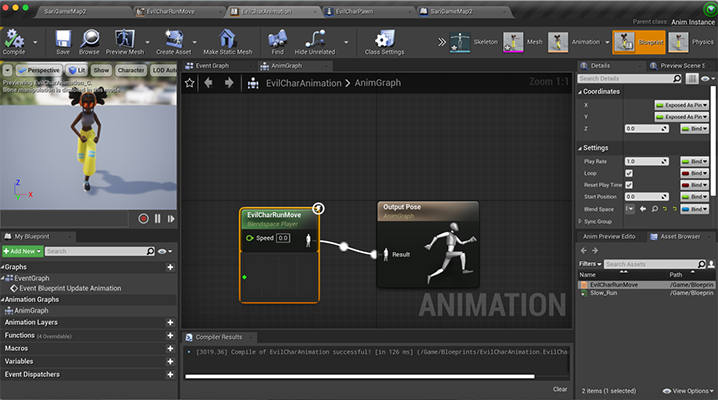 SariGameMap2
EvilCharRunMove
EvilCharAnimation
EvilCharPawn
SariGameMap2
Parent class: Anim Instance
Compile
Save
Browse
Preview Mesh
Create Asset
Make Static Mesh
Find
Hide Unrelated
Class Settings
Skeleton
Mesh
Animation
Blueprint
Physics
Perspective
Lit
Show
Character
LOD Auto
Previewing EvilCharAnimation_C.
Bone manipulation is disabled in this mode.
Z
X
Event Graph
AnimGraph
EvilCharAnimation > AnimGraph
Zoom 1:1
EvilCharRunMove
Blendspace Player
Speed 0.0
Output Pose
AnimGraph
Result
ANIMATION
My Blueprint
+Add New
Search
Graphs
EventGraph
Event Blueprint Update Animation
Animation Graphs
AnimGraph
Animation Layers
Functions (4 Overridable)
Macros
Variables
Event Dispatchers
Compiler Results
[3019.36] Compile of EvilCharAnimation successful! [in 126 ms] (/Game/Blueprints/EvilCharAnimation.EvilCha
Clear
Details
Preview Scene S
Search Details
Coordinates
X
Exposed As Pin
Y
Exposed As Pin
Z
0.0
Bind
Settings
Play Rate
1.0
Bind
Loop
Bind
Reset Play Time
Bind
Start Position
0.0
Bind
Blend Space
Bind
Sync Group
Anim Preview Edito
Asset Browser
Filters
Search Assets
Name
Path
EvilCharRunMove
/Game/Blueprin
Slow_Run
/Game/Blueprin
2 items (1 selected)
View Options